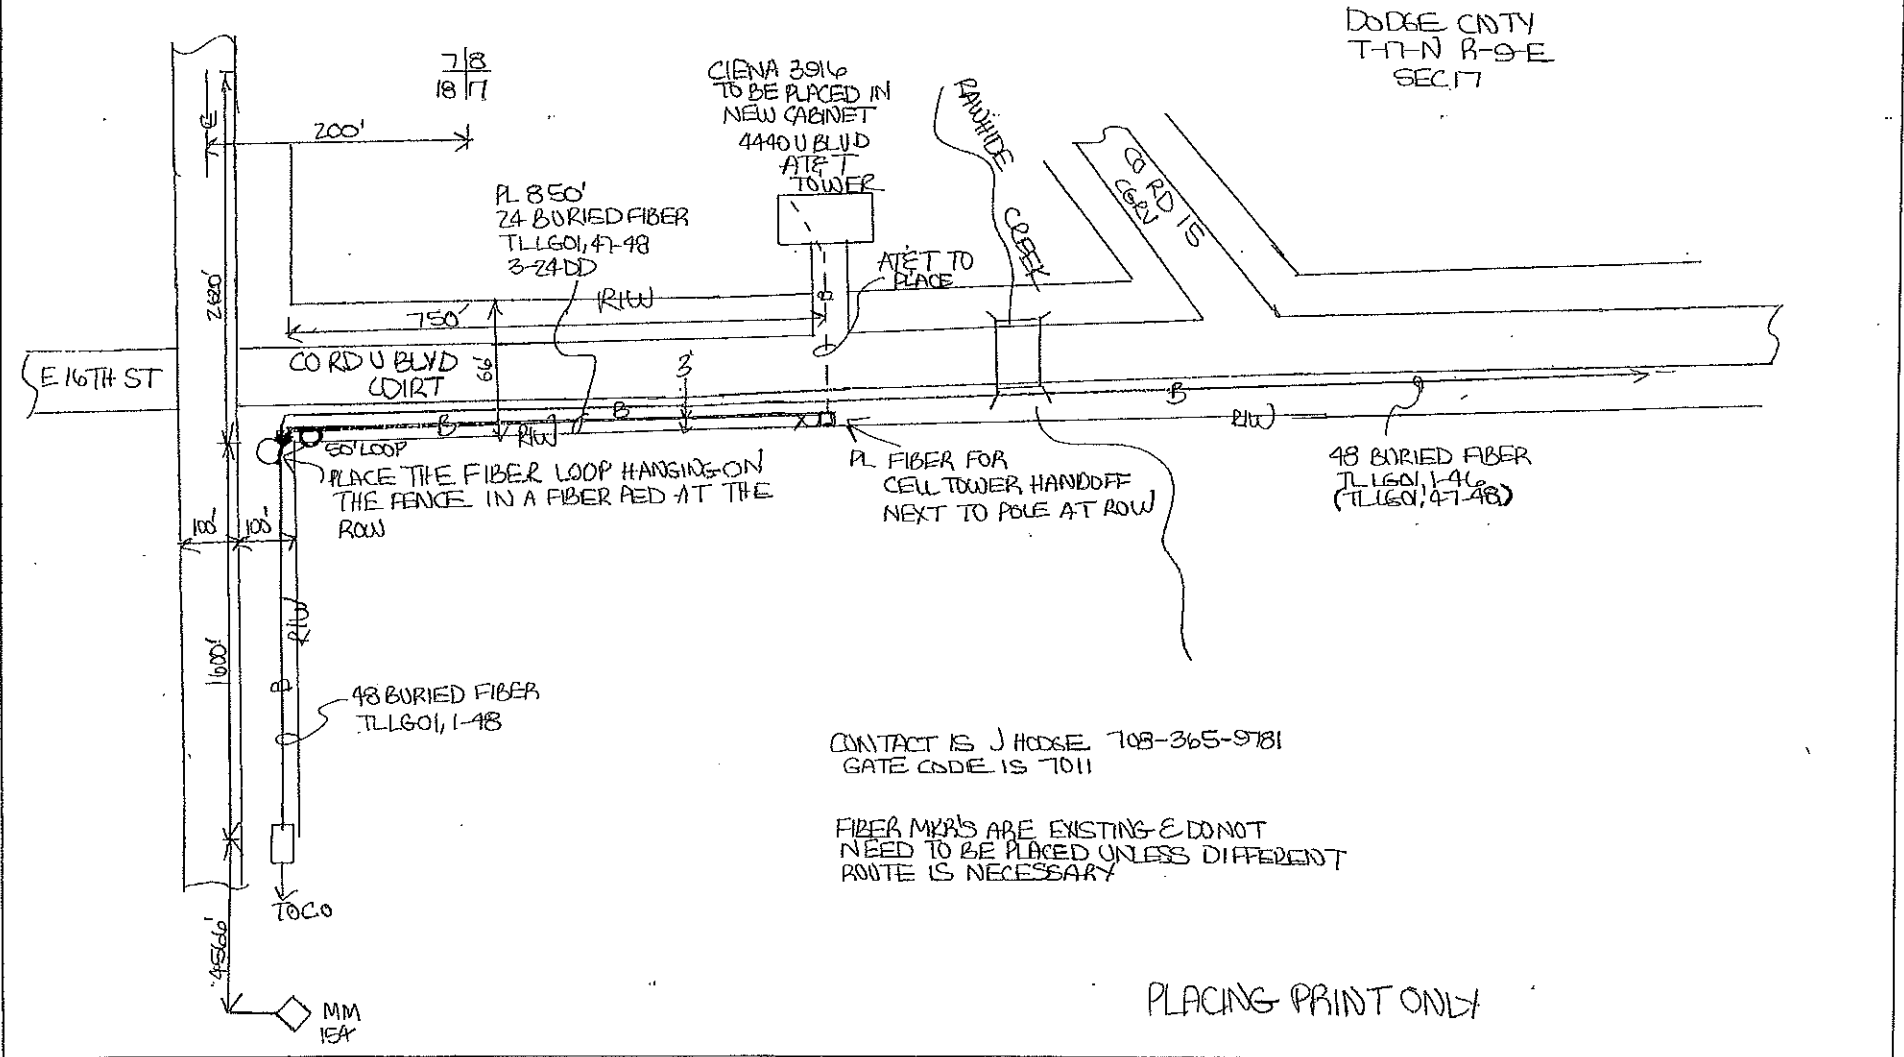 DODGE CNTY
T-17-N R-9-E
SEC.17
7|8
18|17
CIENA 3916
TO BE PLACED IN
NEW CABINET
4440 U BLVD
AT&T
TOWER
RAWHIDE
CREEK
CO RD 15
CGRV
200'
PL 850'
24 BURIED FIBER
TLLG01,47-48
3-24DD
AT&T TO
PLACE
R/W
750'
2620'
66'
3'
E 16TH ST
CO RD U BLVD
CDIRT
B
B
B
B
R/W
R/W
50' LOOP
PLACE THE FIBER LOOP HANGING ON
THE FENCE IN A FIBER PED AT THE
ROW
PL FIBER FOR
CELL TOWER HANDOFF
NEXT TO POLE AT ROW
48 BURIED FIBER
TLLG01,1-46
(TLLG01,47-48)
100'
100'
R/W
1600'
B
48 BURIED FIBER
TLLG01,1-48
CONTACT IS J HODGE 708-365-9781
GATE CODE IS 7011
FIBER MKR'S ARE EXISTING & DO NOT
NEED TO BE PLACED UNLESS DIFFERENT
ROUTE IS NECESSARY
TO CO
4566'
MM
154
PLACING PRINT ONLY